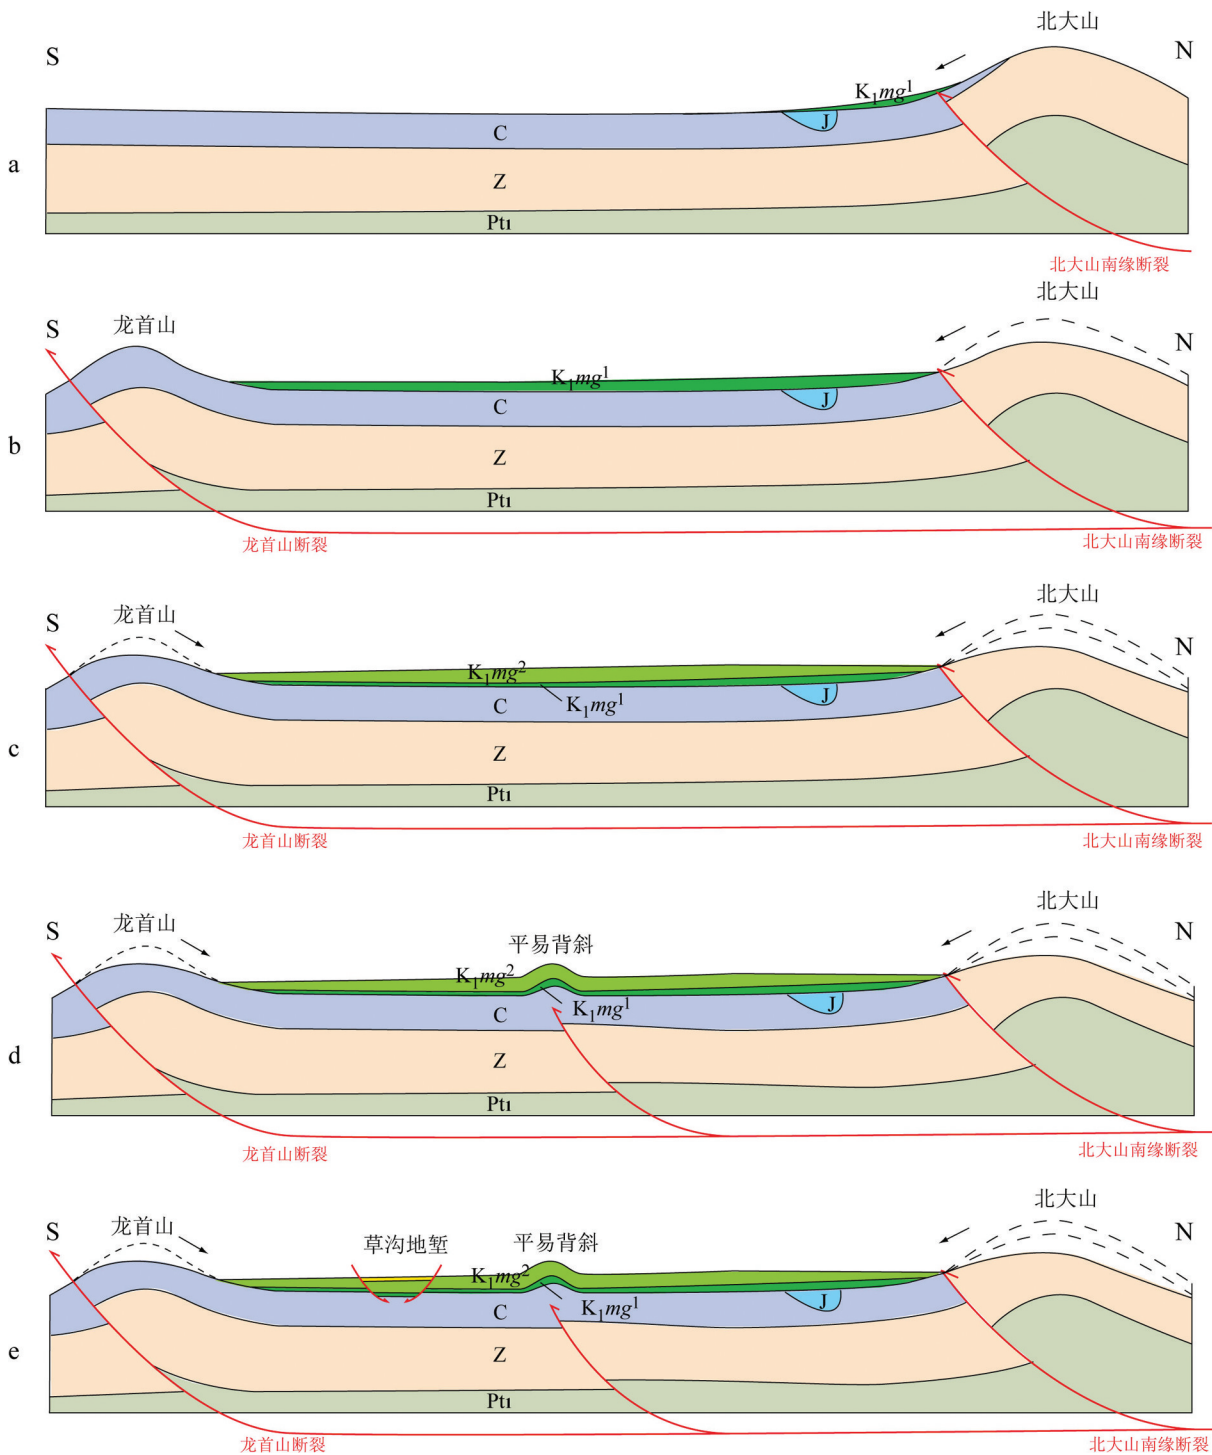 北大山
S
N
K₁mg¹
J
C
a
Z
Pt₁
北大山南缘断裂
北大山
龙首山
S
N
K₁mg¹
J
C
b
Z
Pt₁
龙首山断裂
北大山南缘断裂
北大山
龙首山
S
N
K₁mg²
J
K₁mg¹
C
c
Z
Pt₁
龙首山断裂
北大山南缘断裂
北大山
龙首山
S
N
平易背斜
K₁mg²
J
K₁mg¹
C
d
Z
Pt₁
龙首山断裂
北大山南缘断裂
北大山
龙首山
S
N
草沟地堑
平易背斜
K₁mg²
J
K₁mg¹
C
e
Z
Pt₁
龙首山断裂
北大山南缘断裂